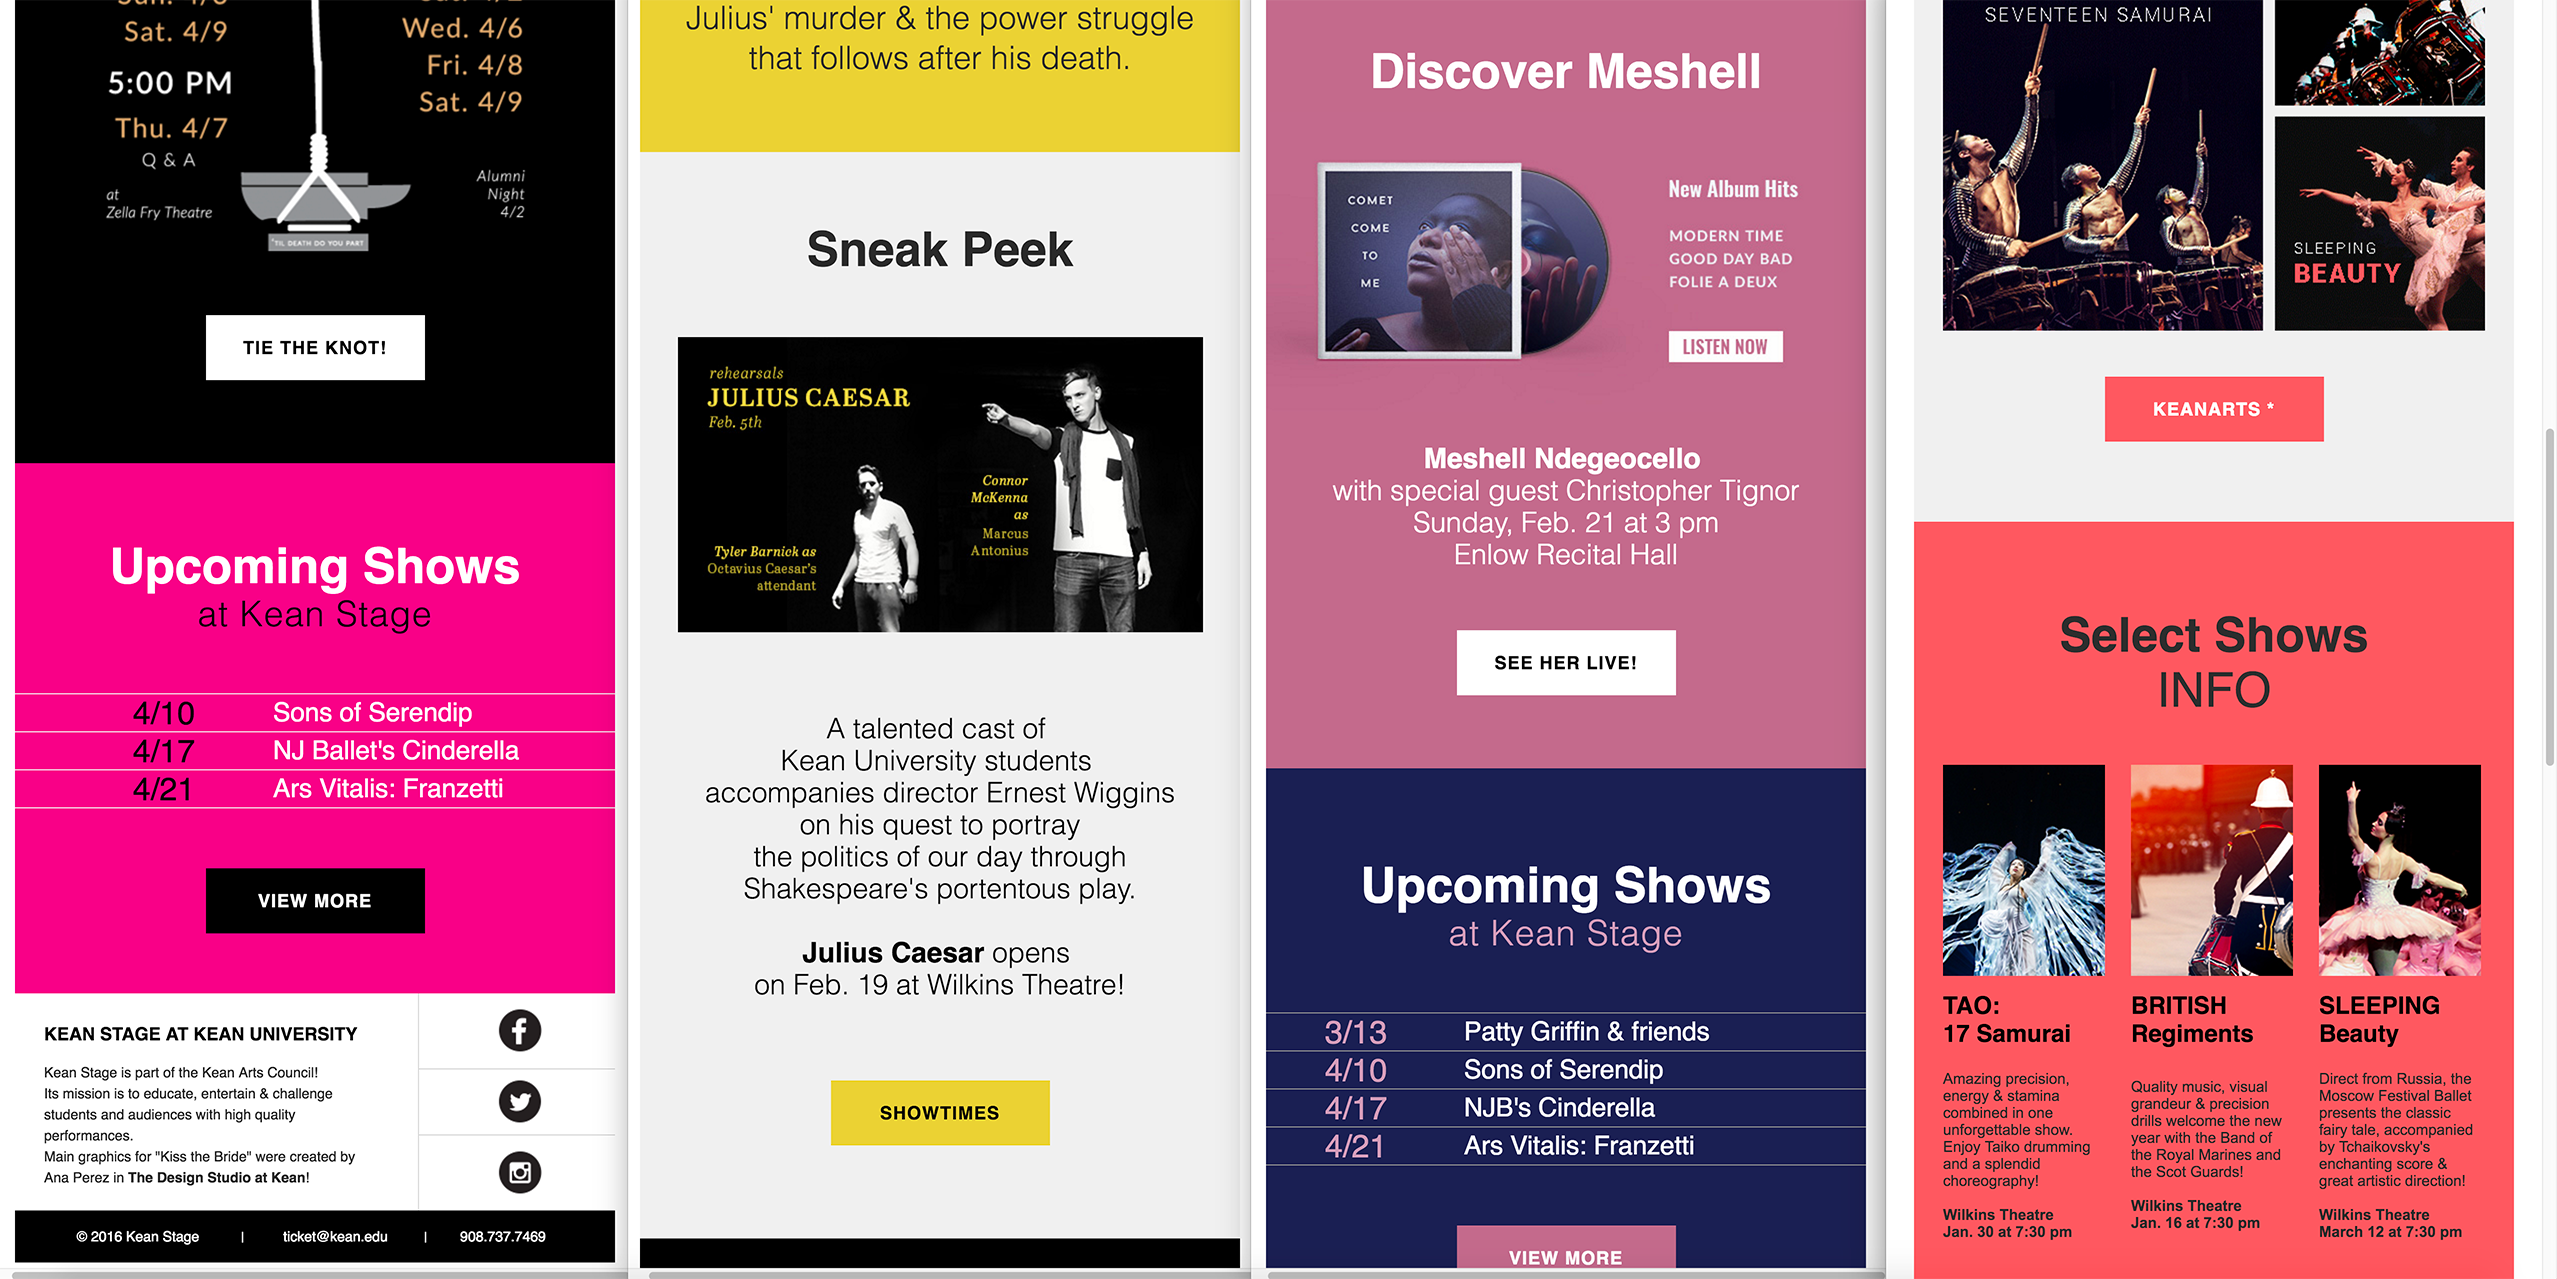 Sat. 4/9
5:00 PM
Thu. 4/7
Q & A
at
Zella Fry Theatre
Wed. 4/6
Fri. 4/8
Sat. 4/9
Alumni
Night
4/2
'TIL DEATH DO YOU PART
TIE THE KNOT!
Upcoming Shows
at Kean Stage
4/10 Sons of Serendip
4/17 NJ Ballet's Cinderella
4/21 Ars Vitalis: Franzetti
VIEW MORE
KEAN STAGE AT KEAN UNIVERSITY
Kean Stage is part of the Kean Arts Council!
Its mission is to educate, entertain & challenge
students and audiences with high quality
performances.
Main graphics for "Kiss the Bride" were created by
Ana Perez in The Design Studio at Kean!
© 2016 Kean Stage | ticket@kean.edu | 908.737.7469
Julius' murder & the power struggle
that follows after his death.
Sneak Peek
rehearsals
JULIUS CAESAR
Feb. 5th
Connor
McKenna
as
Marcus
Antonius
Tyler Barnick as
Octavius Caesar's
attendant
A talented cast of
Kean University students
accompanies director Ernest Wiggins
on his quest to portray
the politics of our day through
Shakespeare's portentous play.
Julius Caesar opens
on Feb. 19 at Wilkins Theatre!
SHOWTIMES
Discover Meshell
COMET
COME
TO
ME
New Album Hits
MODERN TIME
GOOD DAY BAD
FOLIE A DEUX
LISTEN NOW
Meshell Ndegeocello
with special guest Christopher Tignor
Sunday, Feb. 21 at 3 pm
Enlow Recital Hall
SEE HER LIVE!
Upcoming Shows
at Kean Stage
3/13 Patty Griffin & friends
4/10 Sons of Serendip
4/17 NJB's Cinderella
4/21 Ars Vitalis: Franzetti
VIEW MORE
SEVENTEEN SAMURAI
SLEEPING
BEAUTY
KEANARTS *
Select Shows
INFO
TAO:
17 Samurai
Amazing precision,
energy & stamina
combined in one
unforgettable show.
Enjoy Taiko drumming
and a splendid
choreography!
Wilkins Theatre
Jan. 30 at 7:30 pm
BRITISH
Regiments
Quality music, visual
grandeur & precision
drills welcome the new
year with the Band of
the Royal Marines and
the Scot Guards!
Wilkins Theatre
Jan. 16 at 7:30 pm
SLEEPING
Beauty
Direct from Russia, the
Moscow Festival Ballet
presents the classic
fairy tale, accompanied
by Tchaikovsky's
enchanting score &
great artistic direction!
Wilkins Theatre
March 12 at 7:30 pm